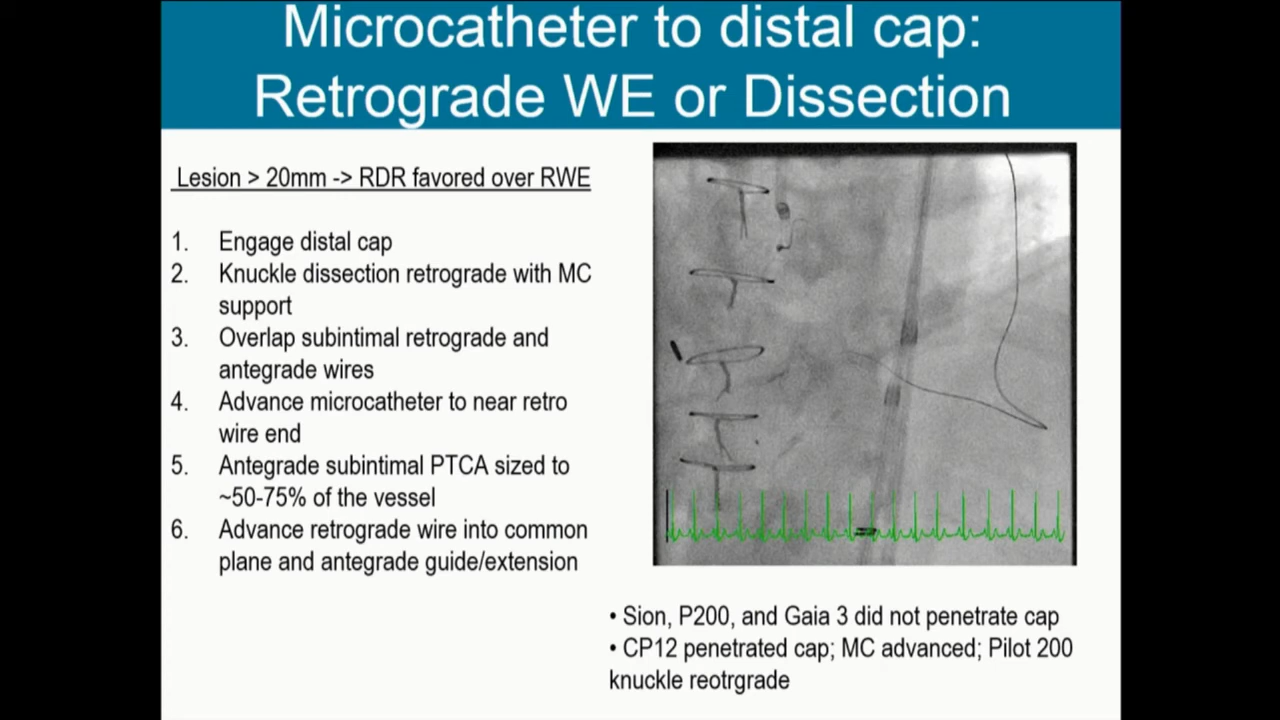 Microcatheter to distal cap:
Retrograde WE or Dissection
Lesion > 20mm -> RDR favored over RWE
1. Engage distal cap
2. Knuckle dissection retrograde with MC
support
3. Overlap subintimal retrograde and
antegrade wires
4. Advance microcatheter to near retro
wire end
5. Antegrade subintimal PTCA sized to
~50-75% of the vessel
6. Advance retrograde wire into common
plane and antegrade guide/extension
• Sion, P200, and Gaia 3 did not penetrate cap
• CP12 penetrated cap; MC advanced; Pilot 200
knuckle reotrgrade